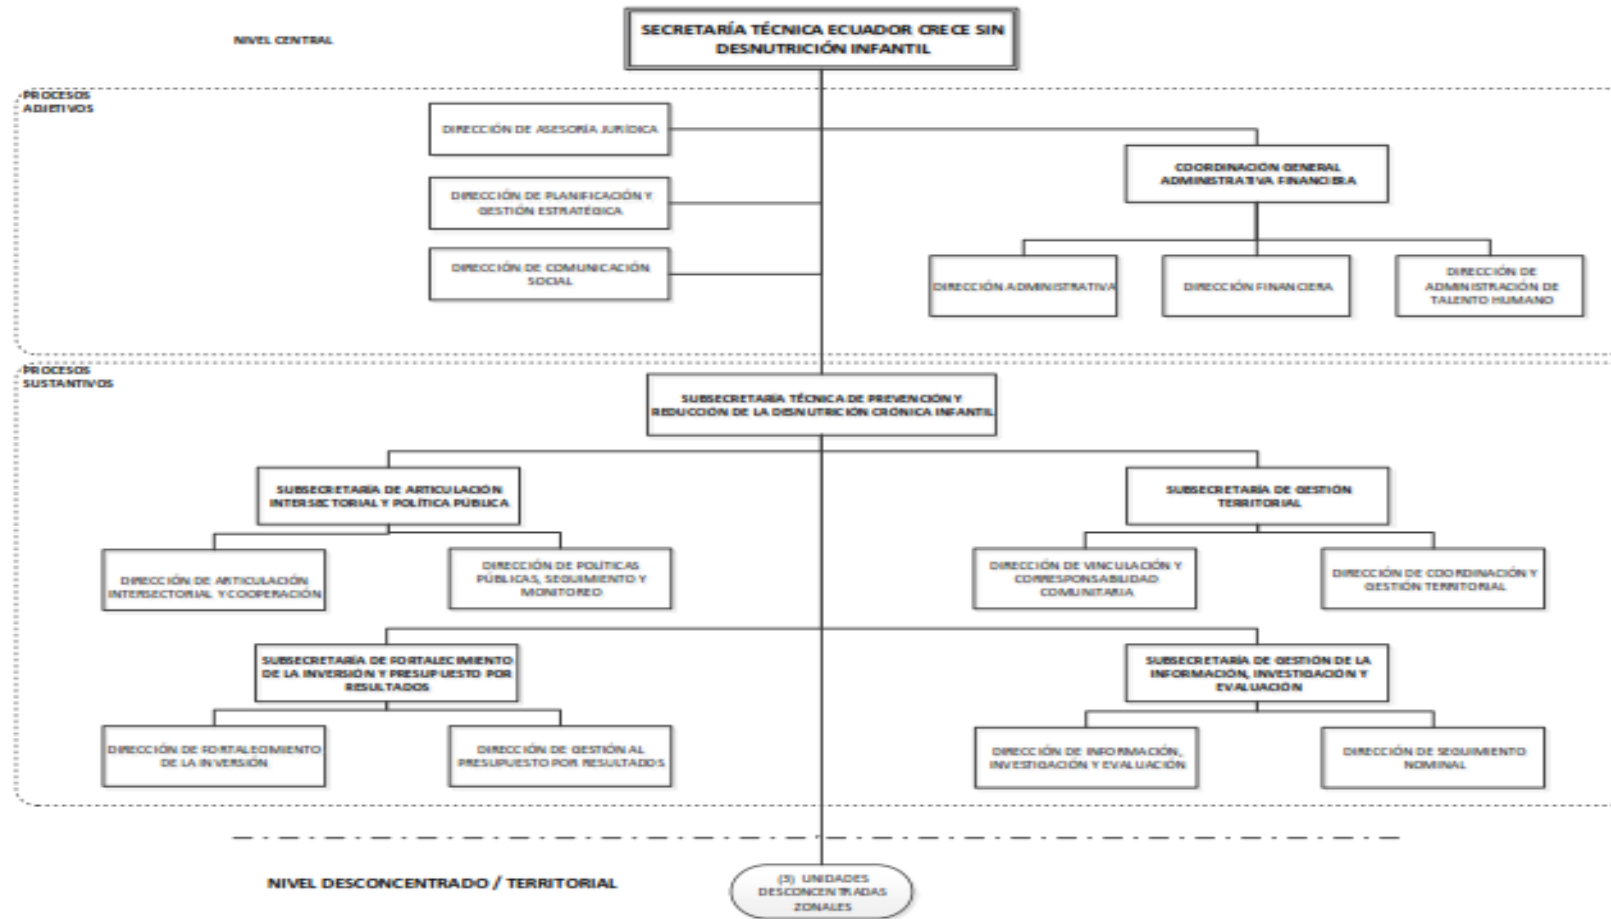 NIVEL CENTRAL
SECRETARÍA TÉCNICA ECUADOR CRECE SIN
DESNUTRICIÓN INFANTIL
PROCESOS
ADJETIVOS
DIRECCIÓN DE ASESORÍA JURÍDICA
COORDINACIÓN GENERAL
ADMINISTRATIVA FINANCIERA
DIRECCIÓN DE PLANIFICACIÓN Y
GESTIÓN ESTRATÉGICA
DIRECCIÓN DE COMUNICACIÓN
SOCIAL
DIRECCIÓN ADMINISTRATIVA
DIRECCIÓN FINANCIERA
DIRECCIÓN DE
ADMINISTRACIÓN DE
TALENTO HUMANO
PROCESOS
SUSTANTIVOS
SUBSECRETARÍA TÉCNICA DE PREVENCIÓN Y
REDUCCIÓN DE LA DESNUTRICIÓN CRÓNICA INFANTIL
SUBSECRETARÍA DE ARTICULACIÓN
INTERSECTORIAL Y POLÍTICA PÚBLICA
SUBSECRETARÍA DE GESTIÓN
TERRITORIAL
DIRECCIÓN DE ARTICULACIÓN
INTERSECTORIAL Y COOPERACIÓN
DIRECCIÓN DE POLÍTICAS
PÚBLICAS, SEGUIMIENTO Y
MONITOREO
DIRECCIÓN DE VINCULACIÓN Y
CORRESPONSABILIDAD
COMUNITARIA
DIRECCIÓN DE COORDINACIÓN Y
GESTIÓN TERRITORIAL
SUBSECRETARÍA DE FORTALECIMIENTO
DE LA INVERSIÓN Y PRESUPUESTO POR
RESULTADOS
SUBSECRETARÍA DE GESTIÓN DE LA
INFORMACIÓN, INVESTIGACIÓN Y
EVALUACIÓN
DIRECCIÓN DE FORTALECIMIENTO
DE LA INVERSIÓN
DIRECCIÓN DE GESTIÓN AL
PRESUPUESTO POR RESULTADOS
DIRECCIÓN DE INFORMACIÓN,
INVESTIGACIÓN Y EVALUACIÓN
DIRECCIÓN DE SEGUIMIENTO
NOMINAL
NIVEL DESCONCENTRADO / TERRITORIAL
UNIDADES
DESCONCENTRADAS
ZONALES